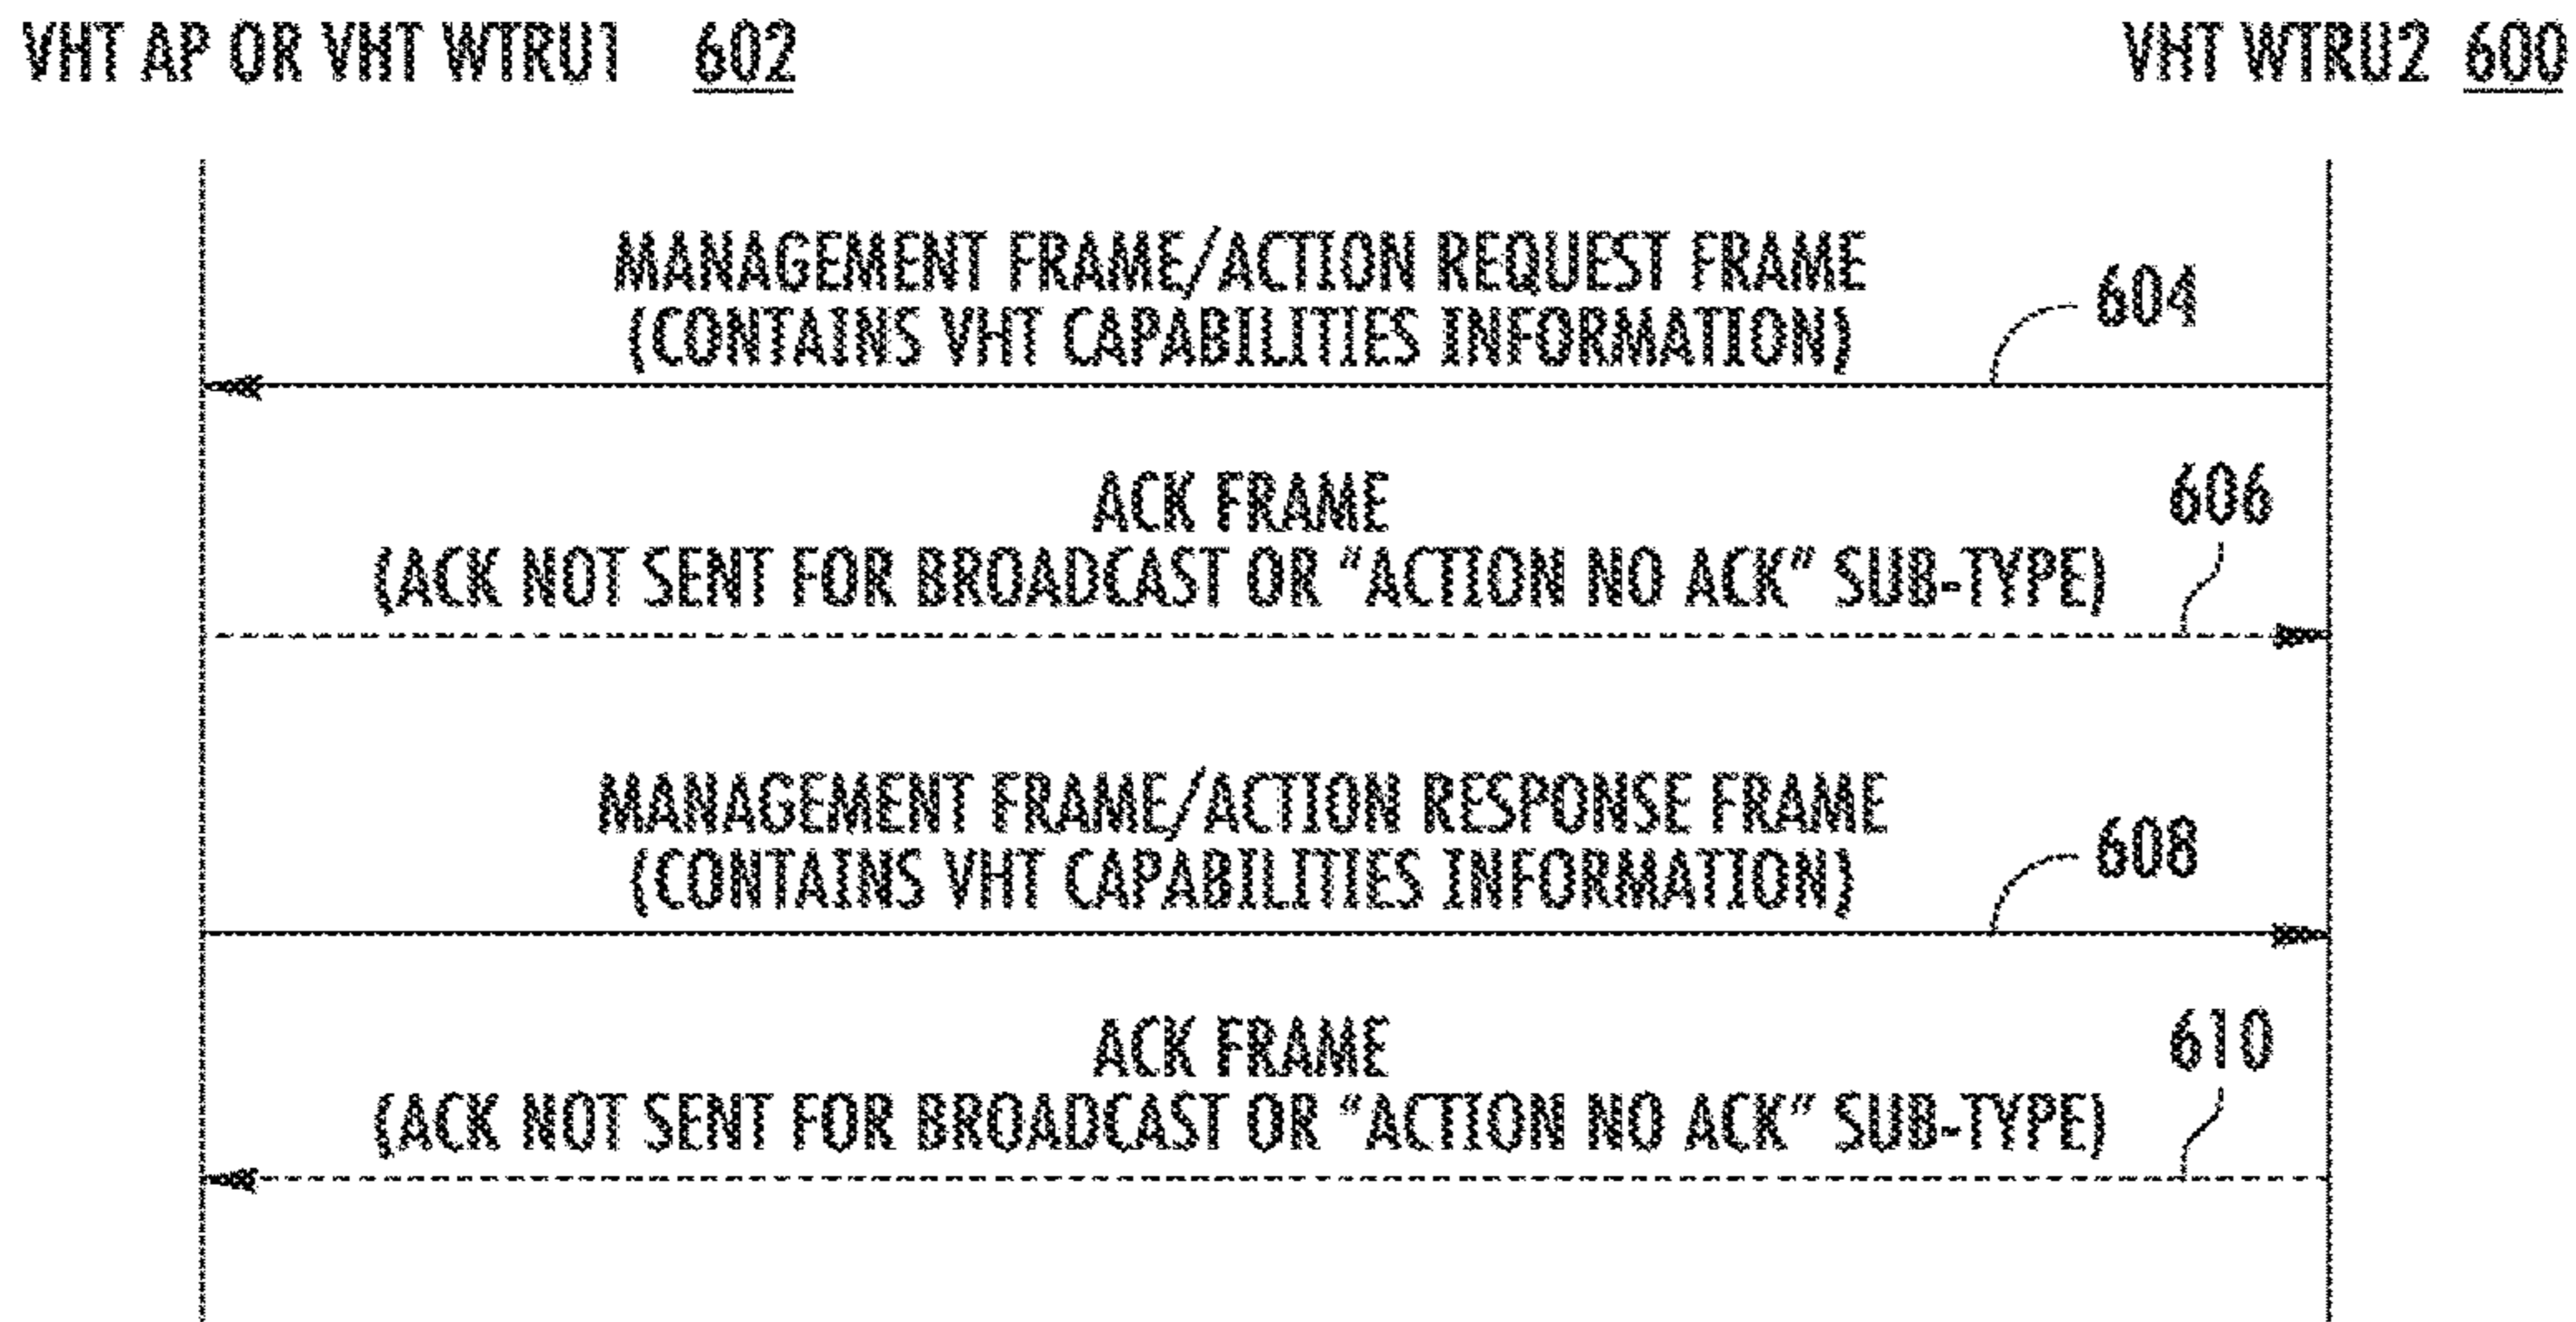 VHT AP OR VHT WTRU1 602
VHT WTRU2 600
MANAGEMENT FRAME/ACTION REQUEST FRAME
(CONTAINS VHT CAPABILITIES INFORMATION)
604
ACK FRAME
606
(ACK NOT SENT FOR BROADCAST OR “ACTION NO ACK” SUB-TYPE)
MANAGEMENT FRAME/ACTION RESPONSE FRAME
(CONTAINS VHT CAPABILITIES INFORMATION)
608
ACK FRAME
610
(ACK NOT SENT FOR BROADCAST OR “ACTION NO ACK” SUB-TYPE)